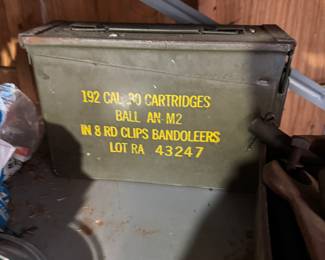 192 CAL .30 CARTRIDGES
BALL AN-M2
IN 8 RD CLIPS BANDOLEERS
LOT RA 43247